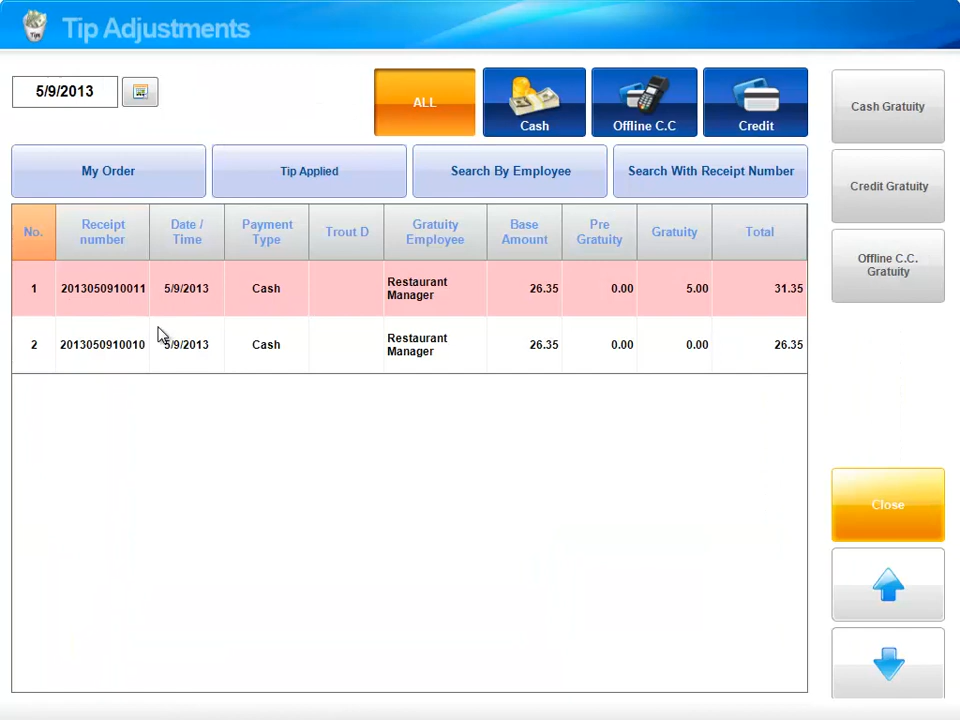 Tip Adjustments
5/9/2013
ALL
Cash
Offline C.C
Credit
Cash Gratuity
My Order
Tip Applied
Search By Employee
Search With Receipt Number
Credit Gratuity
No.
Receipt
number
Date /
Time
Payment
Type
Trout D
Gratuity
Employee
Base
Amount
Pre
Gratuity
Gratuity
Total
Offline C.C.
Gratuity
1 2013050910011 5/9/2013 Cash Restaurant
Manager 26.35 0.00 5.00 31.35
2 2013050910010 5/9/2013 Cash Restaurant
Manager 26.35 0.00 0.00 26.35
Close